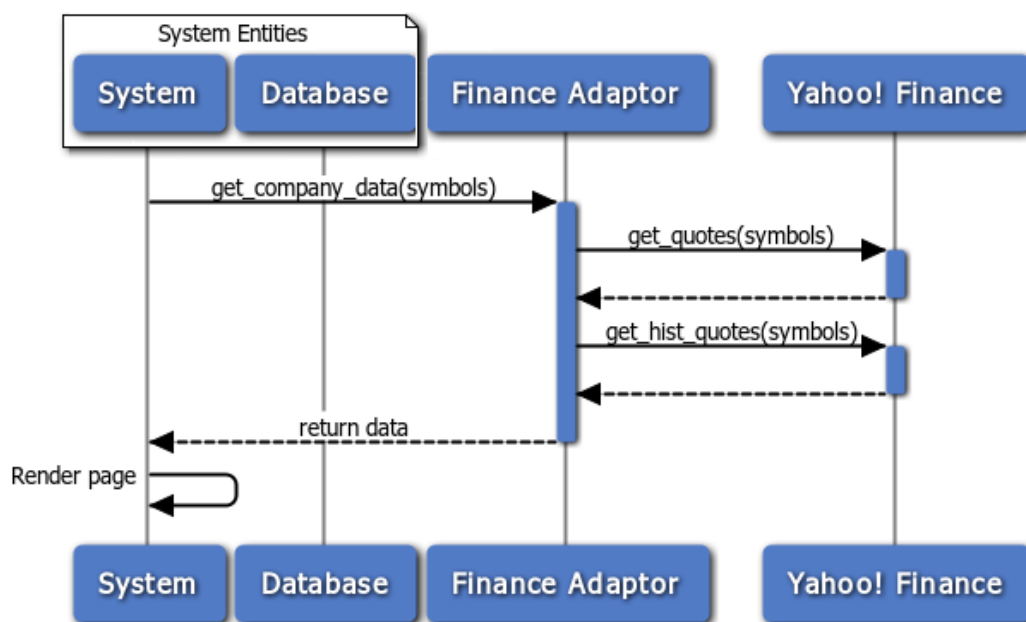 System Entities
System
Database
Finance Adaptor
Yahoo! Finance
get_company_data(symbols)
get_quotes(symbols)
get_hist_quotes(symbols)
return data
Render page
System
Database
Finance Adaptor
Yahoo! Finance